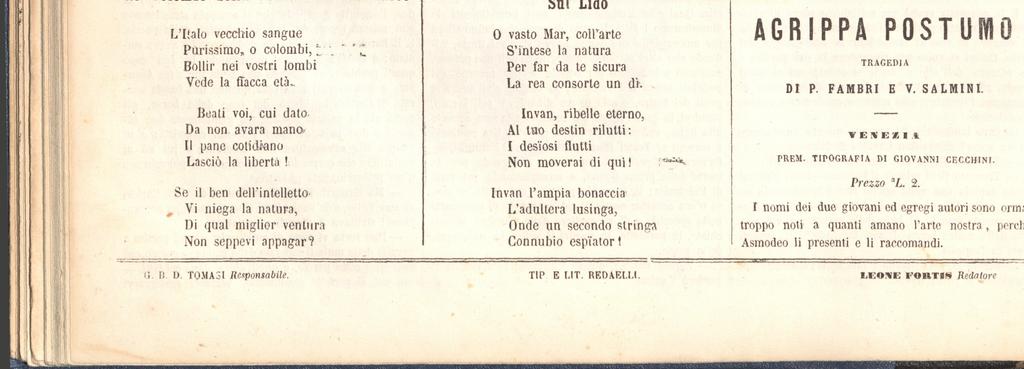 L'Italo vecchio sangue
Purissimo, o colombi,
Bollir nei vostri lombi
Vede la fiacca età.
Beati voi, cui dato
Da non avara mano
Il pane cotidiano
Lasciò la libertà !
Se il ben dell'intelletto
Vi niega la natura,
Di qual miglior ventura
Non seppevi appagar?
G. B. D. TOMASI Responsabile.
Sul Lido
O vasto Mar, coll'arte
S'intese la natura
Per far da te sicura
La rea consorte un dì.
Invan, ribelle eterno,
Al tuo destin rilutti:
I desïosi flutti
Non moverai di quì!
Invan l'ampia bonaccia
L'adultera lusinga,
Onde un secondo stringa
Connubio espïator !
TIP. E LIT. REDAELLI.
AGRIPPA POSTUMO
TRAGEDIA
DI P. FAMBRI E V. SALMINI.
VENEZIA
PREM. TIPOGRAFIA DI GIOVANNI CECCHINI.
Prezzo aL. 2.
I nomi dei due giovani ed egregi autori sono orma
troppo noti a quanti amano l'arte nostra, perch
Asmodeo li presenti e li raccomandi.
LEONE FORTIS Redatore